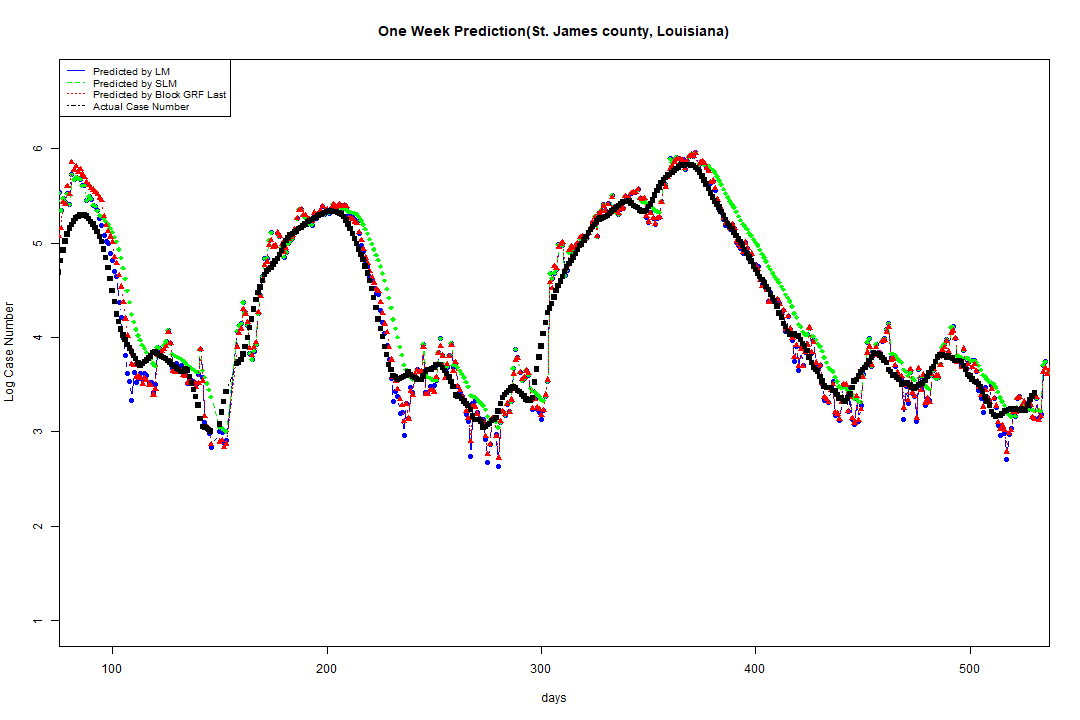 One Week Prediction(St. James county, Louisiana)
Predicted by LM
Predicted by SLM
Predicted by Block GRF Last
Actual Case Number
6
5
4
3
2
1
Log Case Number
100 200 300 400 500
days